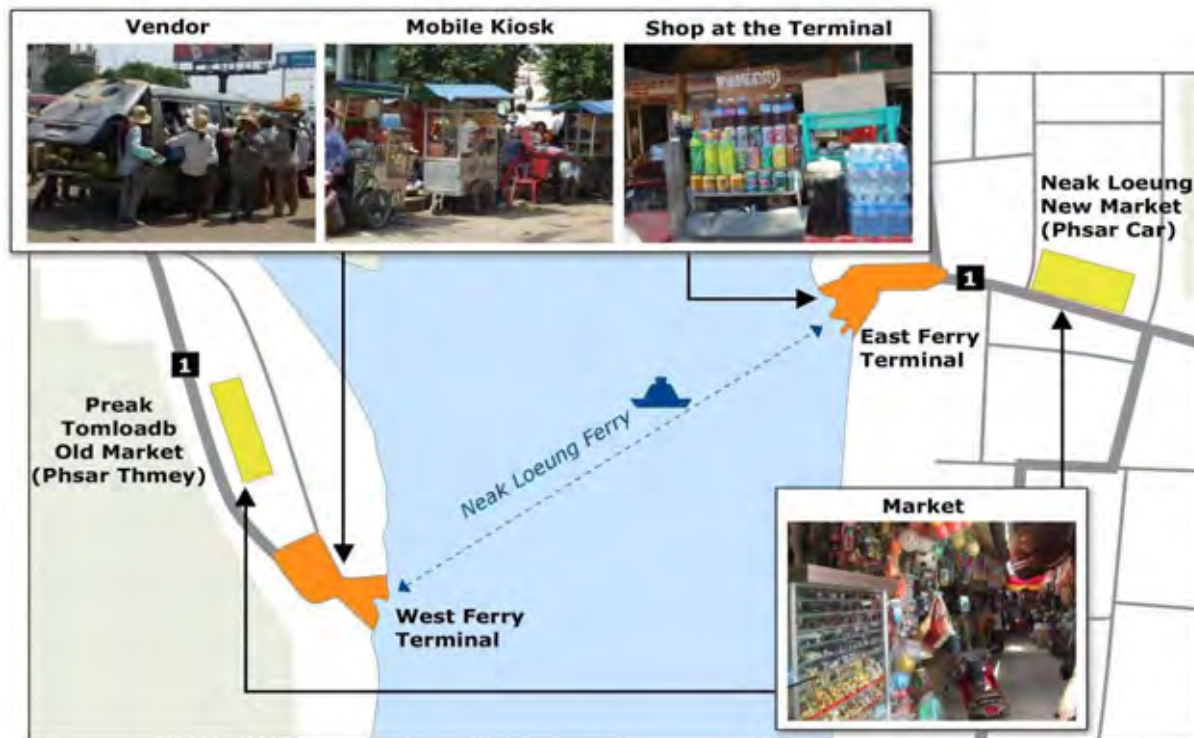 Vendor
Mobile Kiosk
Shop at the Terminal
Neak Loeung
New Market
(Phsar Car)
1
East Ferry
Terminal
1
Preak
Tomloadb
Old Market
(Phsar Thmey)
Neak Loeung Ferry
West Ferry
Terminal
Market